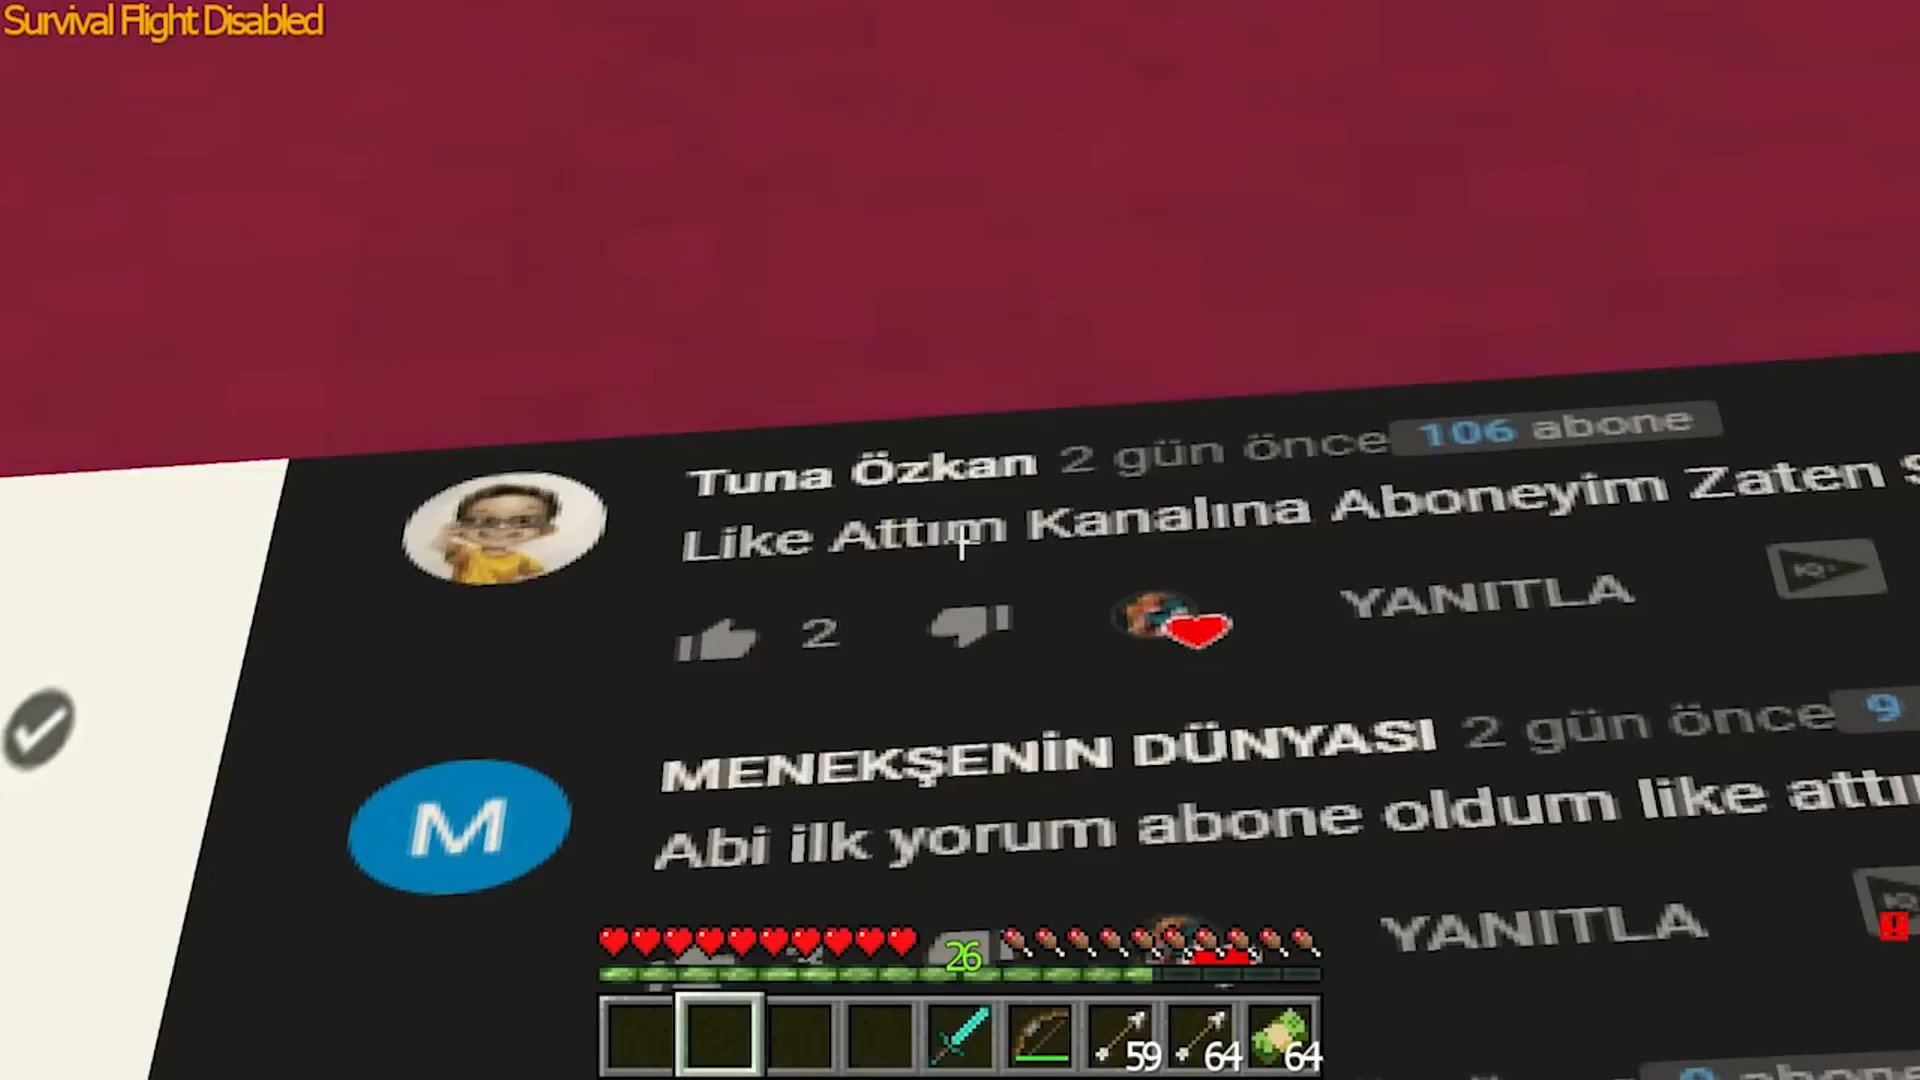 Survival Flight Disabled
Tuna Özkan 2 gün önce 106 abone
Like Attım Kanalına Aboneyim Zaten
2
YANITLA
MENEKŞENİN DÜNYASI 2 gün önce 9
M
Abi ilk yorum abone oldum like
YANITLA
26
59 64 64